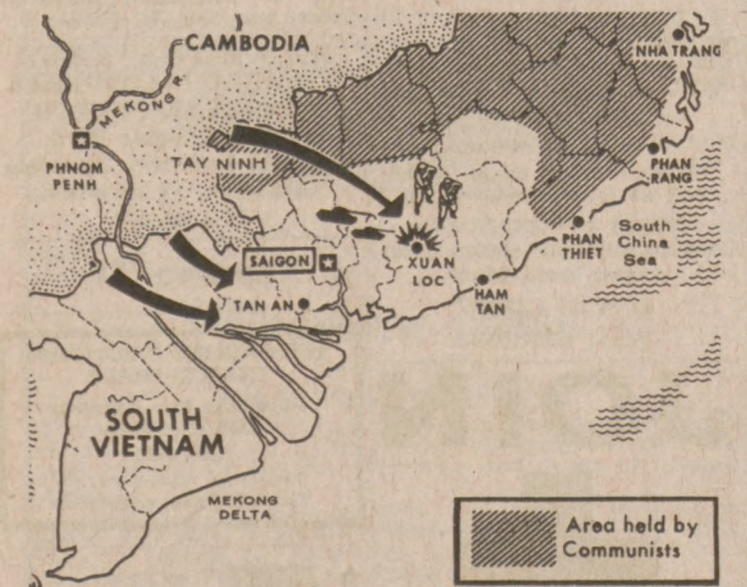 CAMBODIA
NHA TRANG
MEKONG R.
TAY NINH
PHNOM
PENH
PHAN
RANG
PHAN
THIET
South
China
Sea
SAIGON
XUAN
LOC
HAM
TAN
TAN AN
SOUTH
VIETNAM
MEKONG
DELTA
Area held by
Communists